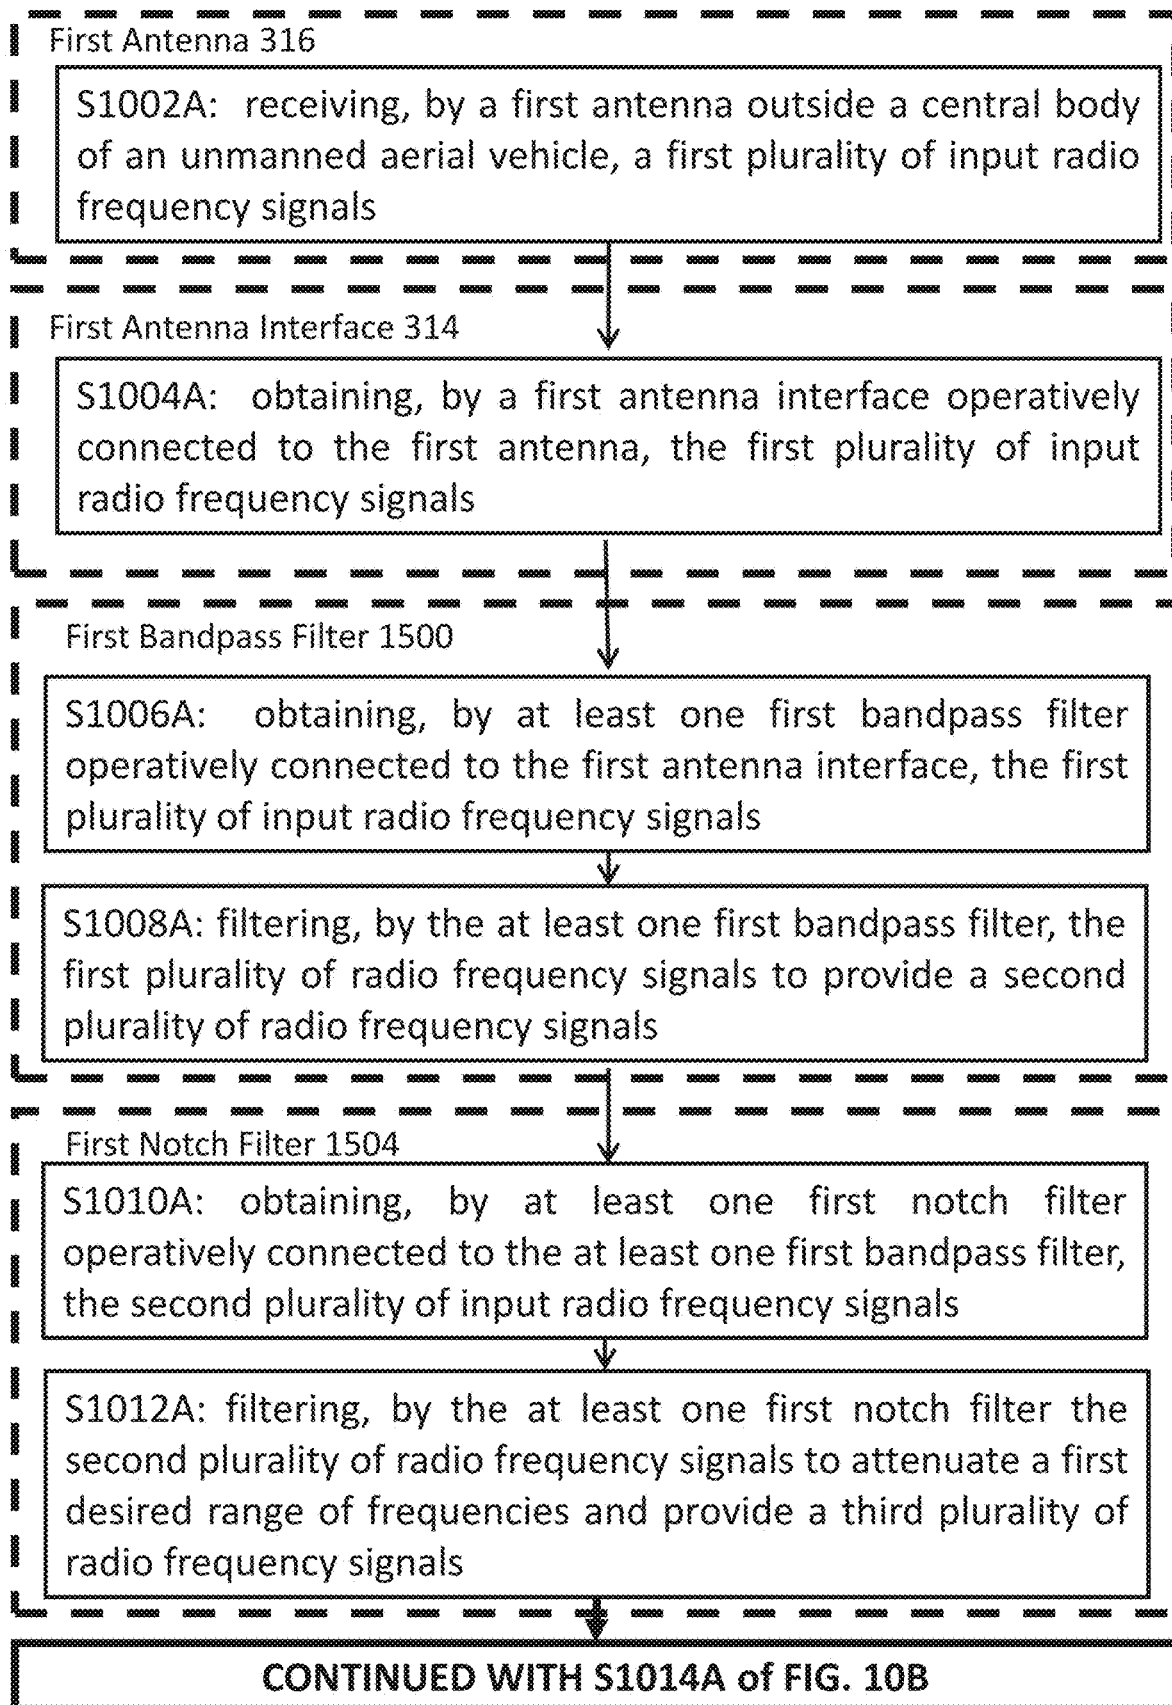 First Antenna 316
S1002A: receiving, by a first antenna outside a central body
of an unmanned aerial vehicle, a first plurality of input radio
frequency signals
First Antenna Interface 314
S1004A: obtaining, by a first antenna interface operatively
connected to the first antenna, the first plurality of input
radio frequency signals
First Bandpass Filter 1500
S1006A: obtaining, by at least one first bandpass filter
operatively connected to the first antenna interface, the first
plurality of input radio frequency signals
S1008A: filtering, by the at least one first bandpass filter, the
first plurality of radio frequency signals to provide a second
plurality of radio frequency signals
First Notch Filter 1504
S1010A: obtaining, by at least one first notch filter
operatively connected to the at least one first bandpass filter,
the second plurality of input radio frequency signals
S1012A: filtering, by the at least one first notch filter the
second plurality of radio frequency signals to attenuate a first
desired range of frequencies and provide a third plurality of
radio frequency signals
CONTINUED WITH S1014A of FIG. 10B